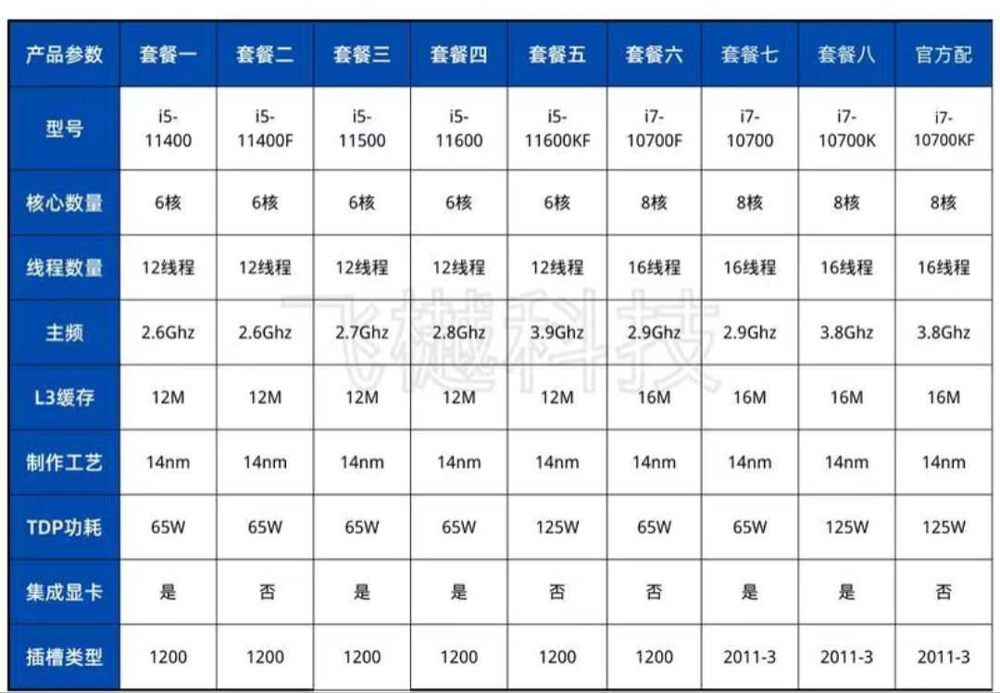 产品参数 套餐一 套餐二 套餐三 套餐四 套餐五 套餐六 套餐七 套餐八 官方配
型号 i5-11400 i5-11400F i5-11500 i5-11600 i5-11600KF i7-10700F i7-10700 i7-10700K i7-10700KF
核心数量 6核 6核 6核 6核 6核 8核 8核 8核 8核
线程数量 12线程 12线程 12线程 12线程 12线程 16线程 16线程 16线程 16线程
主频 2.6Ghz 2.6Ghz 2.7Ghz 2.8Ghz 3.9Ghz 2.9Ghz 2.9Ghz 3.8Ghz 3.8Ghz
L3缓存 12M 12M 12M 12M 12M 16M 16M 16M 16M
制作工艺 14nm 14nm 14nm 14nm 14nm 14nm 14nm 14nm 14nm
TDP功耗 65W 65W 65W 65W 125W 65W 65W 125W 125W
集成显卡 是 否 是 是 否 否 是 是 否
插槽类型 1200 1200 1200 1200 1200 1200 2011-3 2011-3 2011-3
飞樾科技